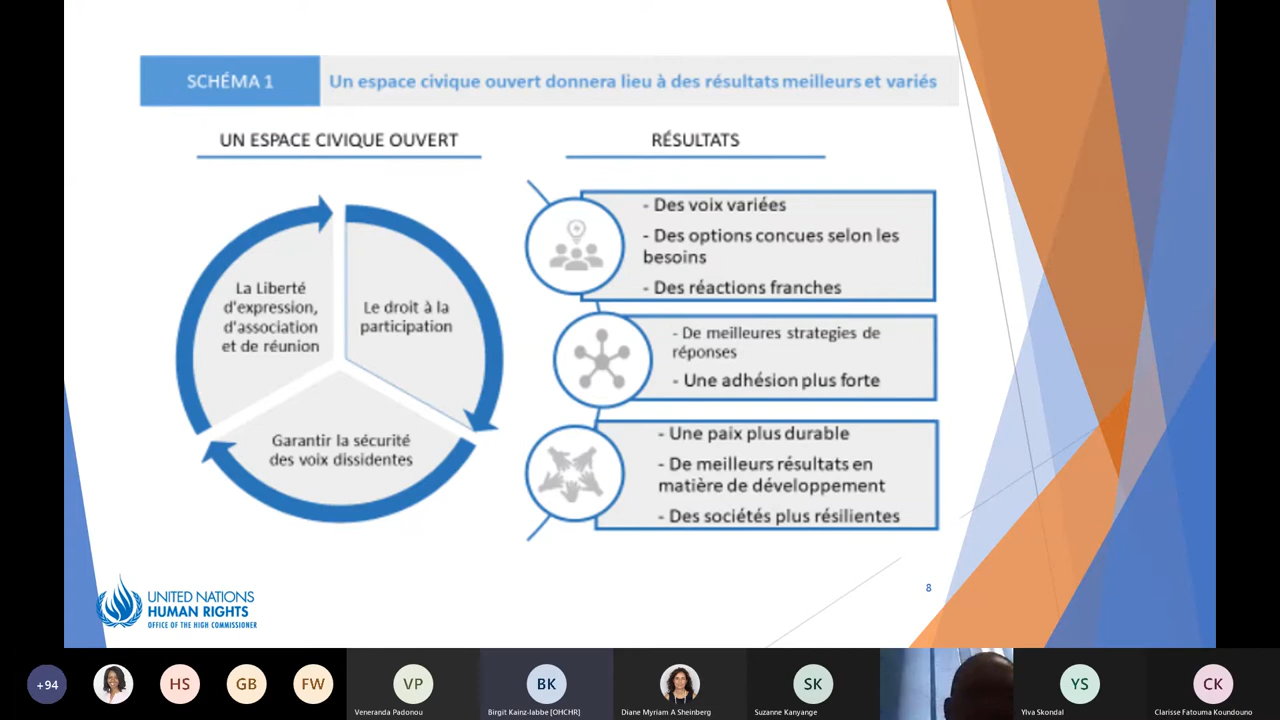 SCHÉMA 1
Un espace civique ouvert donnera lieu à des résultats meilleurs et variés
UN ESPACE CIVIQUE OUVERT
La Liberté
d'expression,
d'association
et de réunion
Le droit à la
participation
Garantir la sécurité
des voix dissidentes
RÉSULTATS
- Des voix variées
- Des options concues selon les
besoins
- Des réactions franches
- De meilleures strategies de
réponses
- Une adhésion plus forte
- Une paix plus durable
- De meilleurs résultats en
matière de développement
- Des sociétés plus résilientes
8
UNITED NATIONS
HUMAN RIGHTS
OFFICE OF THE HIGH COMMISSIONER
+94
HS
GB
FW
VP
Veneranda Padonou
BK
Birgit Kainz-labbe [OHCHR]
Diane Myriam A Sheinberg
SK
Suzanne Kanyange
YS
Ylva Skondal
CK
Clarisse Fatouma Koundouno